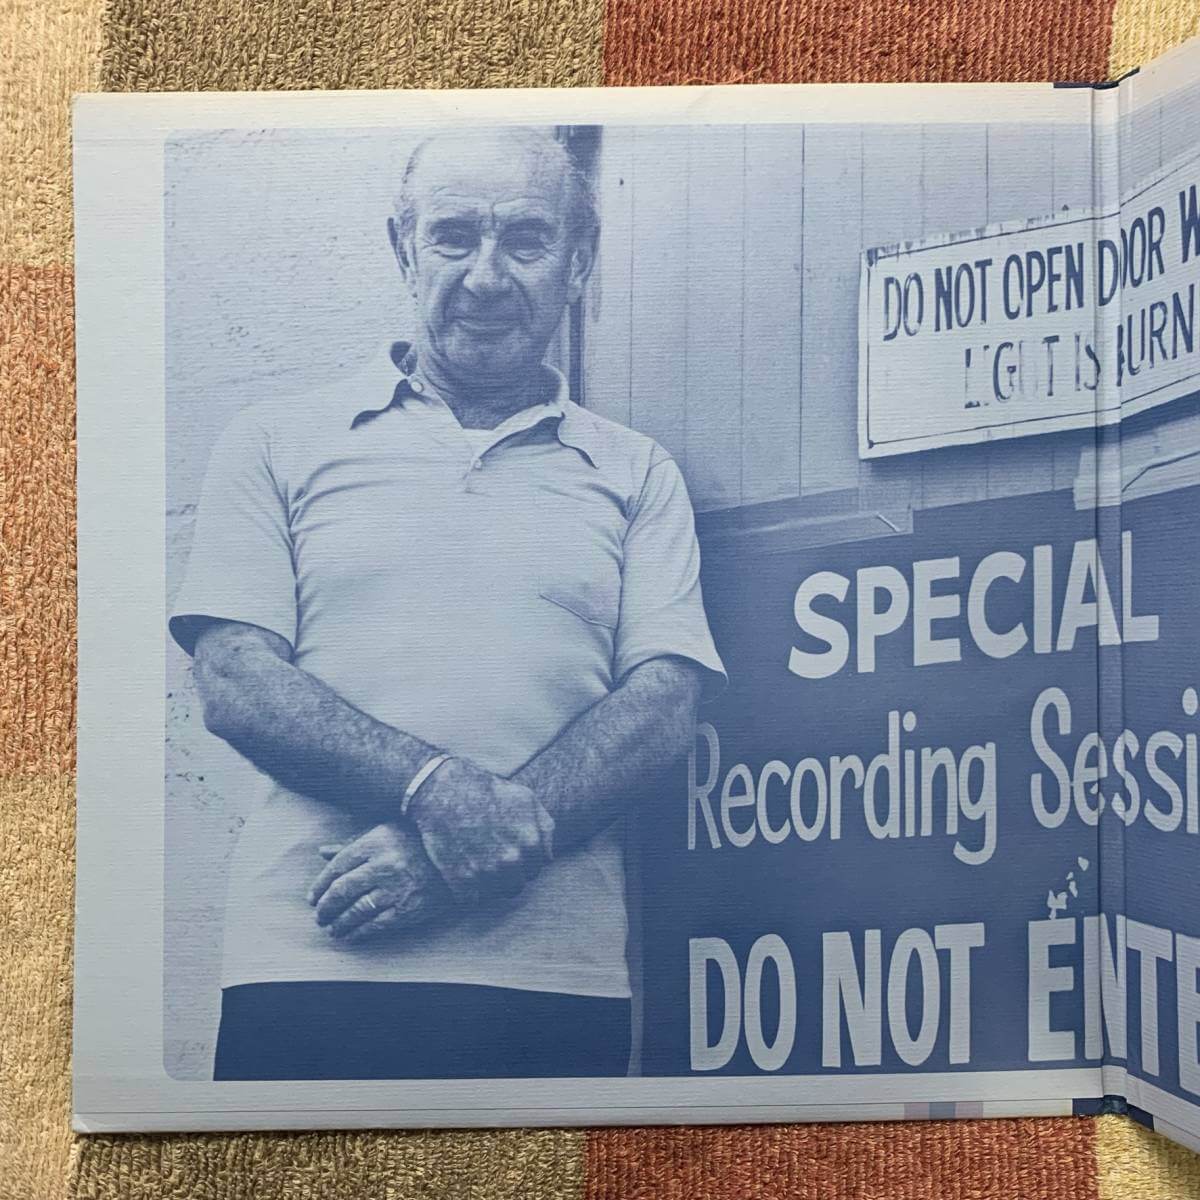 DO NOT OPEN DOOR W
LIGHT IS BURN
SPECIAL
Recording Sessi
DO NOT ENTE